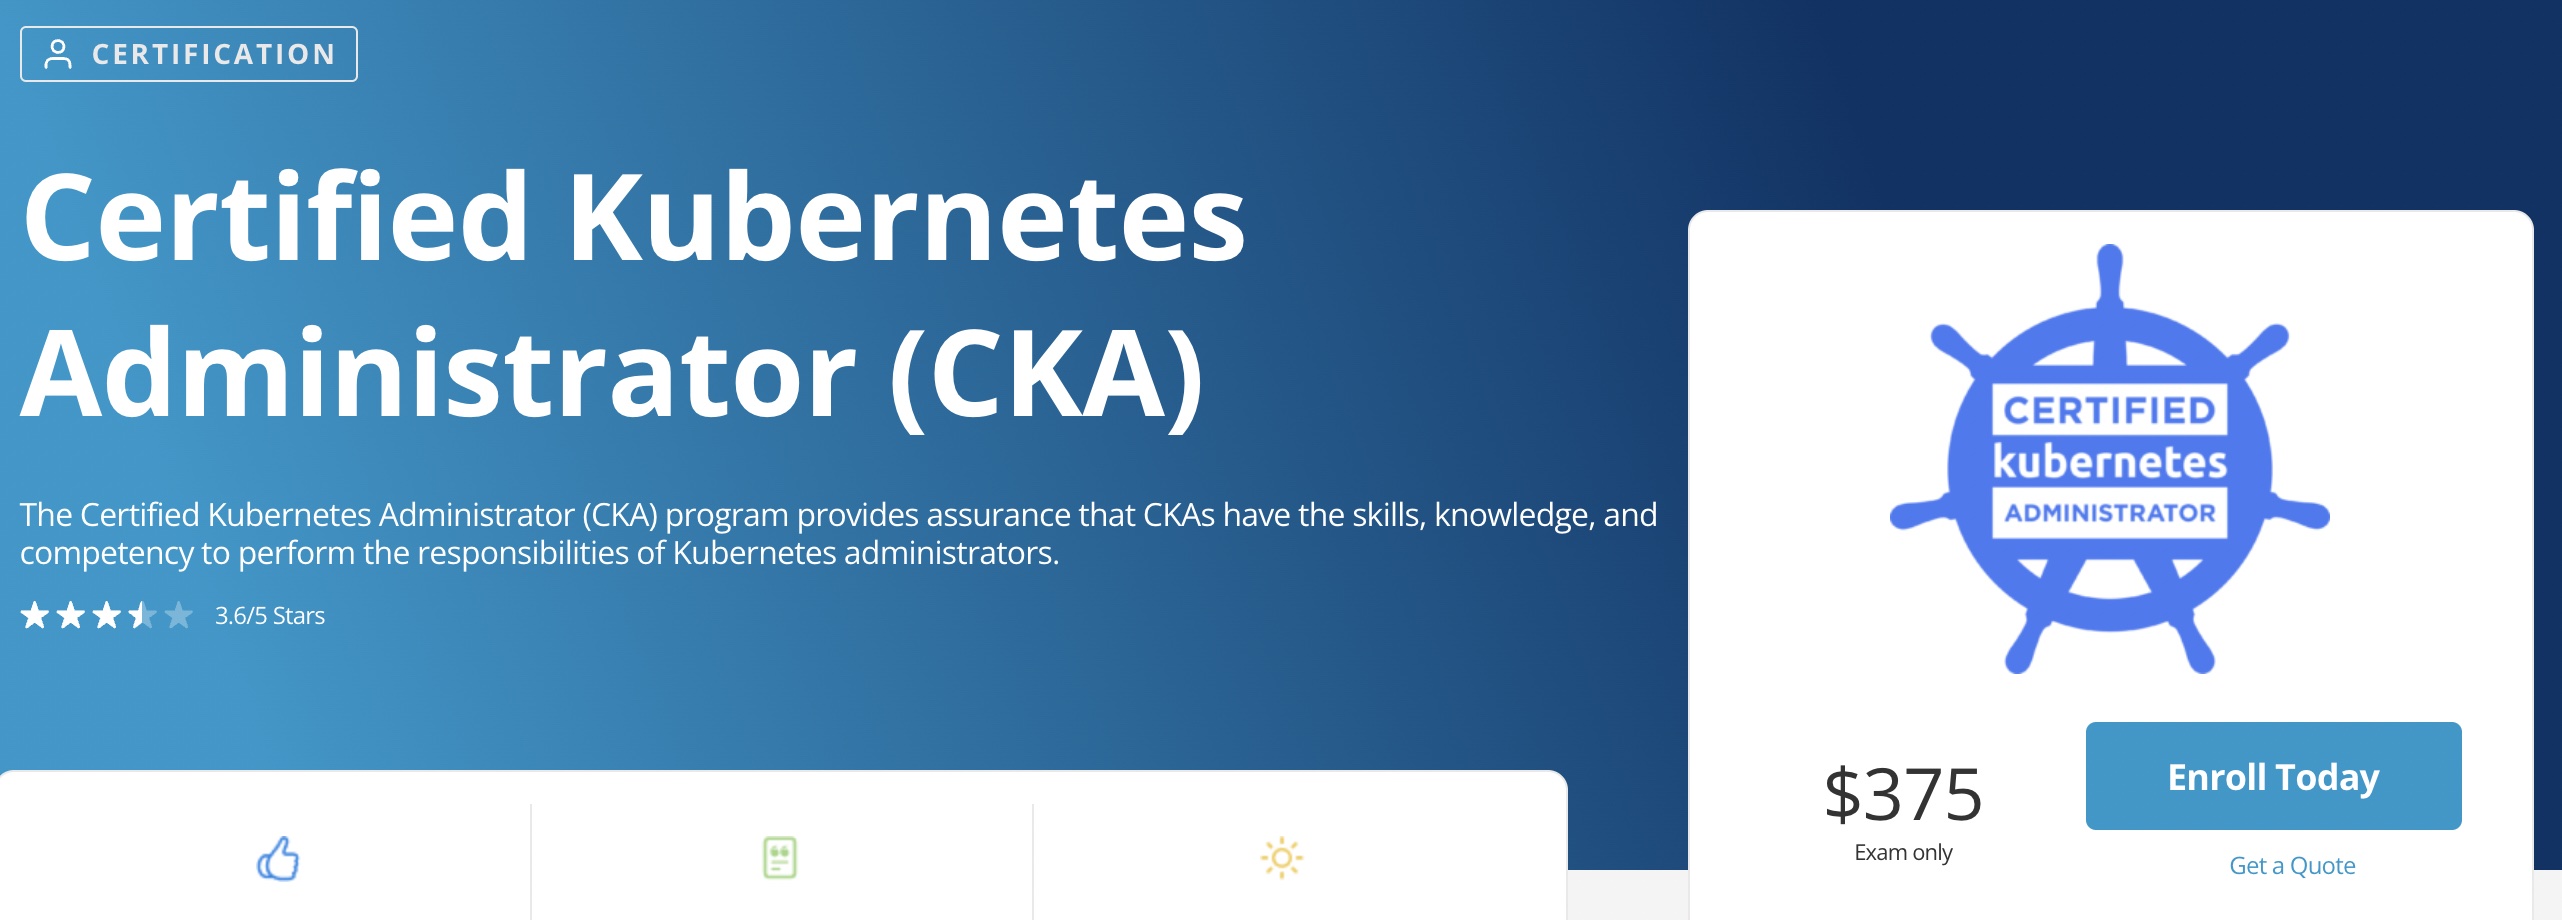 CERTIFICATION
Certified Kubernetes
Administrator (CKA)
The Certified Kubernetes Administrator (CKA) program provides assurance that CKAs have the skills, knowledge, and
competency to perform the responsibilities of Kubernetes administrators.
3.6/5 Stars
CERTIFIED
kubernetes
ADMINISTRATOR
$375
Exam only
Enroll Today
Get a Quote